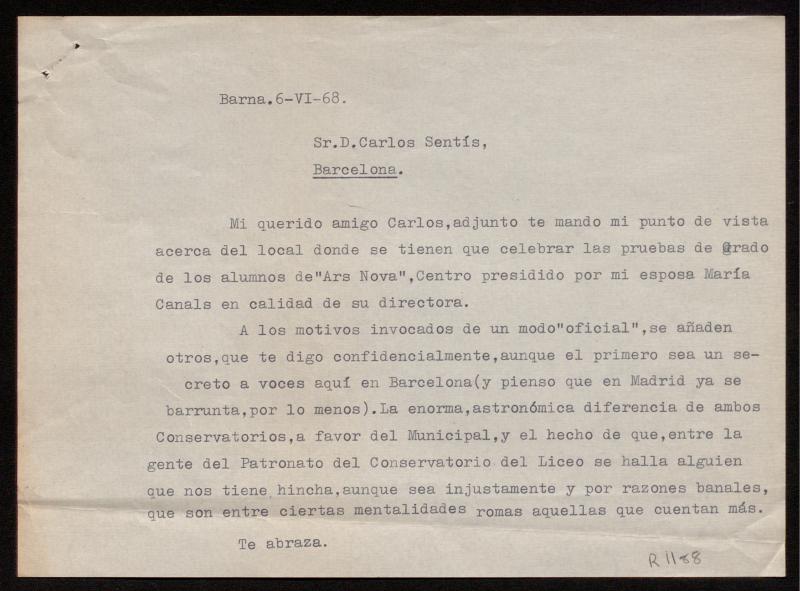 Barna.6-VI-68.
Sr.D.Carlos Sentís,
Barcelona.
Mi querido amigo Carlos,adjunto te mando mi punto de vista
acerca del local donde se tienen que celebrar las pruebas de Grado
de los alumnos de"Ars Nova",Centro presidido por mi esposa María
Canals en calidad de su directora.
A los motivos invocados de un modo"oficial",se añaden
otros,que te digo confidencialmente,aunque el primero sea un se-
creto a voces aquí en Barcelona(y pienso que en Madrid ya se
barrunta,por lo menos).La enorma,astronómica diferencia de ambos
Conservatorios,a favor del Municipal,y el hecho de que,entre la
gente del Patronato del Conservatorio del Liceo se halla alguien
que nos tiene hincha,aunque sea injustamente y por razones banales,
que son entre ciertas mentalidades romas aquellas que cuentan más.
Te abraza.
R 1188